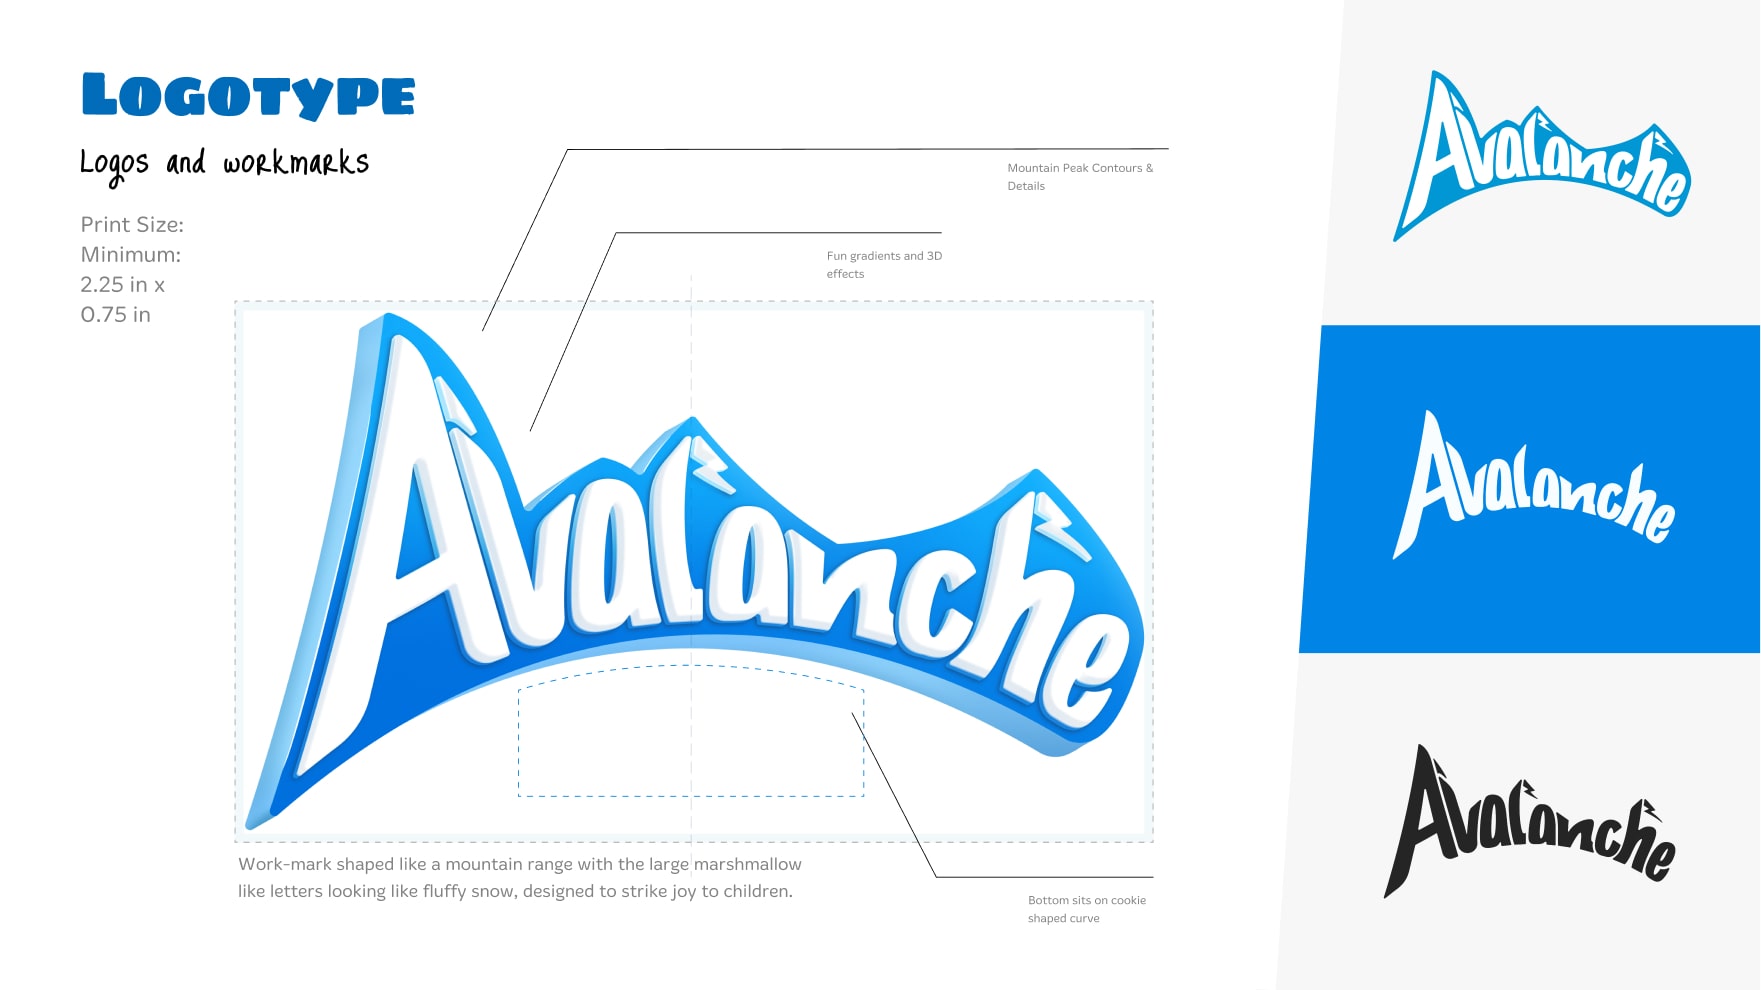 LOGOTYPE
Logos and workmarks
Print Size:
Minimum:
2.25 in x
0.75 in
Mountain Peak Contours &
Details
Fun gradients and 3D
effects
Avalanche
Work-mark shaped like a mountain range with the large marshmallow
like letters looking like fluffy snow, designed to strike joy to children.
Bottom sits on cookie
shaped curve
Avalanche
Avalanche
Avalanche